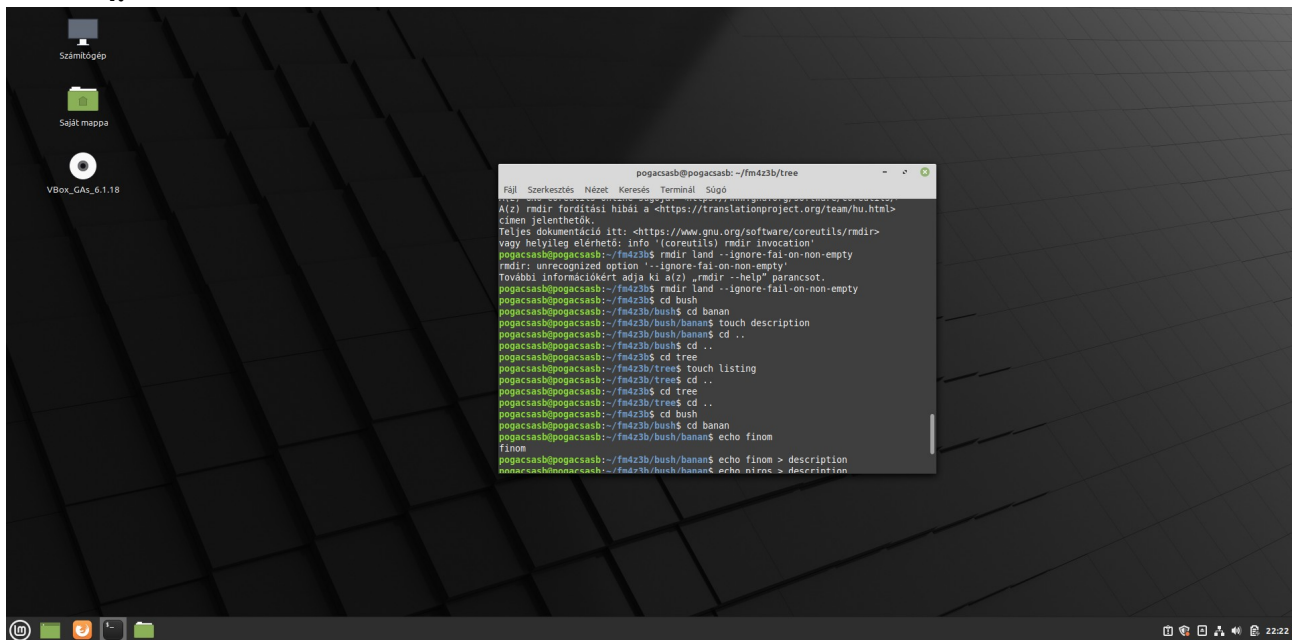 Számítógép
Saját mappa
VBox_GAs_6.1.18
pogacsasb@pogacsasb: ~/fm4z3b/tree
Fájl Szerkesztés Nézet Keresés Terminál Súgó
A(z) rmdir fordítási hibái a <https://translationproject.org/team/hu.html>
címen jelenthetők.
Teljes dokumentáció itt: <https://www.gnu.org/software/coreutils/rmdir>
vagy helyileg elérhető: info '(coreutils) rmdir invocation'
pogacsasb@pogacsasb:~/fm4z3b$ rmdir land --ignore-fai-on-non-empty
rmdir: unrecognized option '--ignore-fai-on-non-empty'
További információkért adja ki a(z) „rmdir --help” parancsot.
pogacsasb@pogacsasb:~/fm4z3b$ rmdir land --ignore-fail-on-non-empty
pogacsasb@pogacsasb:~/fm4z3b$ cd bush
pogacsasb@pogacsasb:~/fm4z3b/bush$ cd banan
pogacsasb@pogacsasb:~/fm4z3b/bush/banan$ touch description
pogacsasb@pogacsasb:~/fm4z3b/bush/banan$ cd ..
pogacsasb@pogacsasb:~/fm4z3b/bush$ cd ..
pogacsasb@pogacsasb:~/fm4z3b$ cd tree
pogacsasb@pogacsasb:~/fm4z3b/tree$ touch listing
pogacsasb@pogacsasb:~/fm4z3b/tree$ cd ..
pogacsasb@pogacsasb:~/fm4z3b$ cd tree
pogacsasb@pogacsasb:~/fm4z3b/tree$ cd ..
pogacsasb@pogacsasb:~/fm4z3b$ cd bush
pogacsasb@pogacsasb:~/fm4z3b/bush$ cd banan
pogacsasb@pogacsasb:~/fm4z3b/bush/banan$ echo finom
finom
pogacsasb@pogacsasb:~/fm4z3b/bush/banan$ echo finom > description
pogacsasb@pogacsasb:~/fm4z3b/bush/banan$ echo piros > description
22:22